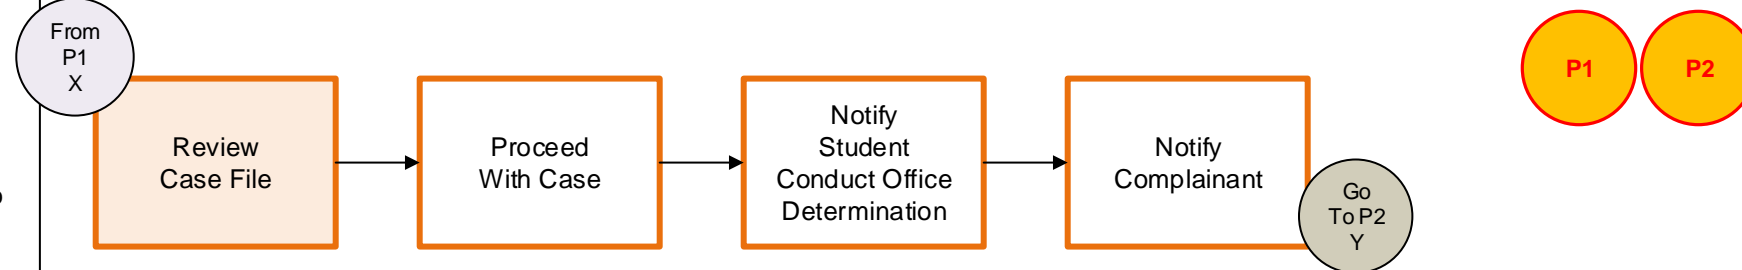 From
P1
X
Review
Case File
Proceed
With Case
Notify
Student
Conduct Office
Determination
Notify
Complainant
Go
To P2
Y
P1
P2